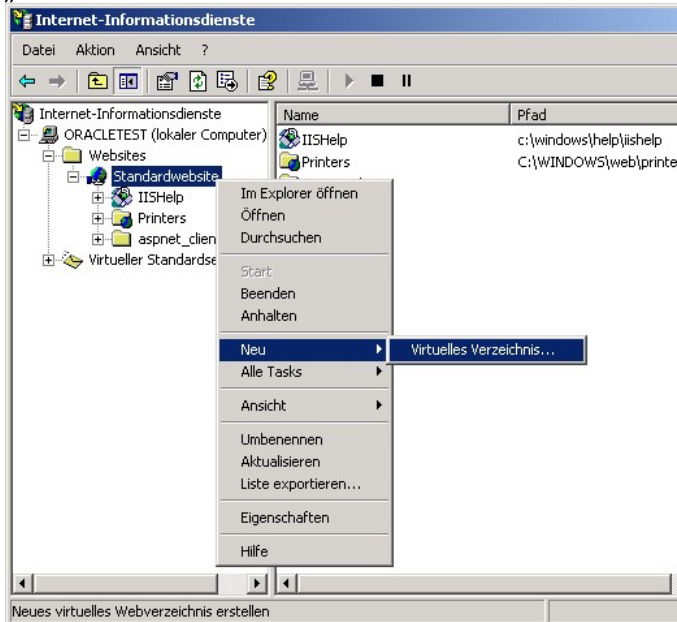 Internet-Informationsdienste
Datei Aktion Ansicht ?
Internet-Informationsdienste
ORACLETEST (lokaler Computer)
Websites
Standardwebsite
IISHelp
Printers
aspnet_clien
Virtueller Standardse
Name Pfad
IISHelp c:\windows\help\iishelp
Printers C:\WINDOWS\web\printe
Im Explorer öffnen
Öffnen
Durchsuchen
Start
Beenden
Anhalten
Neu
Virtuelles Verzeichnis...
Alle Tasks
Ansicht
Umbenennen
Aktualisieren
Liste exportieren...
Eigenschaften
Hilfe
Neues virtuelles Webverzeichnis erstellen